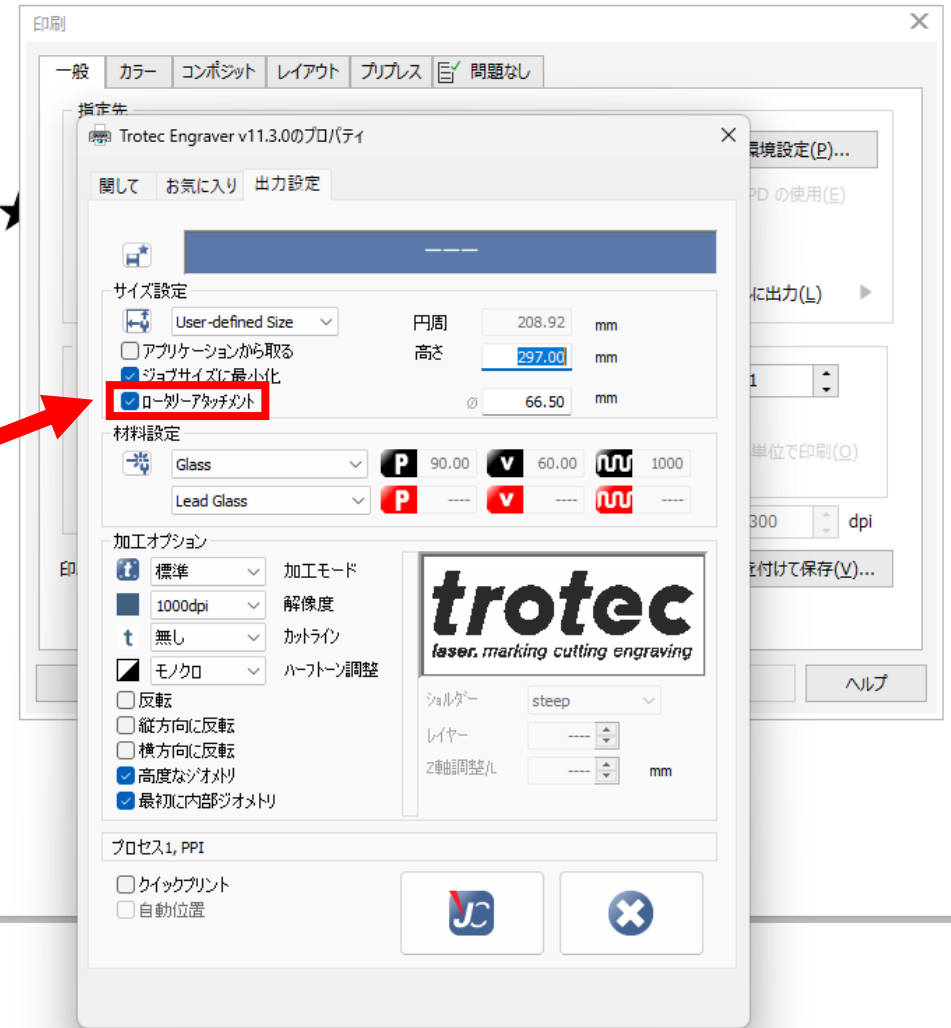 印刷
一般 カラー コンポジット レイアウト プリプレス 問題なし
指定先
Trotec Engraver v11.3.0のプロパティ
環境設定(P)...
関して お気に入り 出力設定
PD の使用(E)
---
に出力(L)
サイズ設定
User-defined Size 円周 208.92 mm
アプリケーションから取る 高さ 297.00 mm
ジョブサイズに最小化
1
ロータリーアタッチメント Ø 66.50 mm
材料設定
単位で印刷(O)
Glass P 90.00 v 60.00 1000
Lead Glass P ---- v ---- ----
300 dpi
加工オプション
印
を付けて保存(V)...
t 標準 加工モード
1000dpi 解像度
t 無し カットライン
モノクロ ハーフトーン調整
trotec
laser. marking cutting engraving
ヘルプ
反転 ショルダー steep
縦方向に反転 レイヤー ----
横方向に反転
Z軸調整/L ---- mm
高度なジオメトリ
最初に内部ジオメトリ
プロセス1, PPI
クイックプリント
自動位置
JC